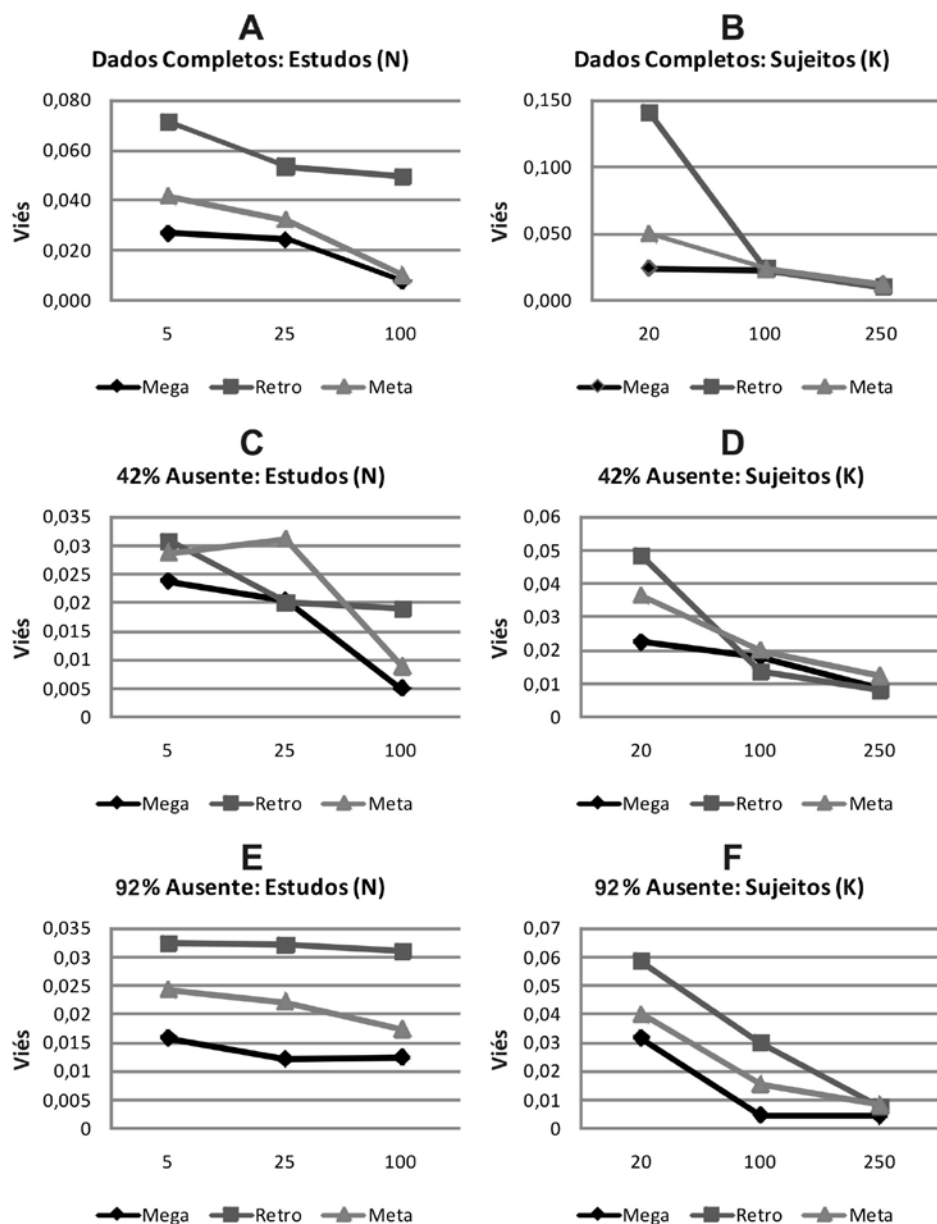 A
Dados Completos: Estudos (N)
0,080
0,060
0,040
0,020
0,000
Viés
5 25 100
Mega Retro Meta
B
Dados Completos: Sujeitos (K)
0,150
0,100
0,050
0,000
Viés
20 100 250
Mega Retro Meta
C
42% Ausente: Estudos (N)
0,035
0,03
0,025
0,02
0,015
0,01
0,005
0
Viés
5 25 100
Mega Retro Meta
D
42% Ausente: Sujeitos (K)
0,06
0,05
0,04
0,03
0,02
0,01
0
Viés
20 100 250
Mega Retro Meta
E
92% Ausente: Estudos (N)
0,035
0,03
0,025
0,02
0,015
0,01
0,005
0
Viés
5 25 100
Mega Retro Meta
F
92% Ausente: Sujeitos (K)
0,07
0,06
0,05
0,04
0,03
0,02
0,01
0
Viés
20 100 250
Mega Retro Meta